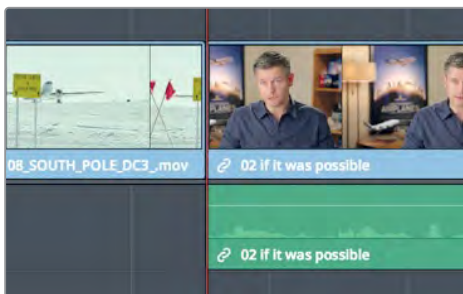 08_SOUTH_POLE_DC3_.mov
02 if it was possible
02 if it was possible